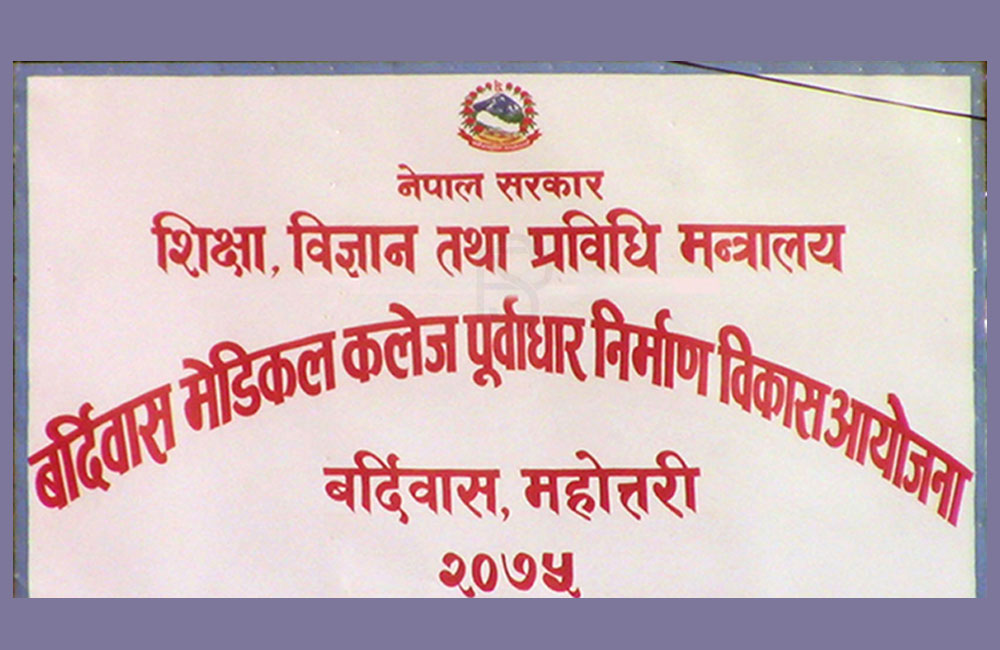 नेपाल सरकार
शिक्षा, विज्ञान तथा प्रविधि मन्त्रालय
बर्दिवास मेडिकल कलेज पूर्वाधार निर्माण विकास आयोजना
बर्दिवास, महोत्तरी
२०७५